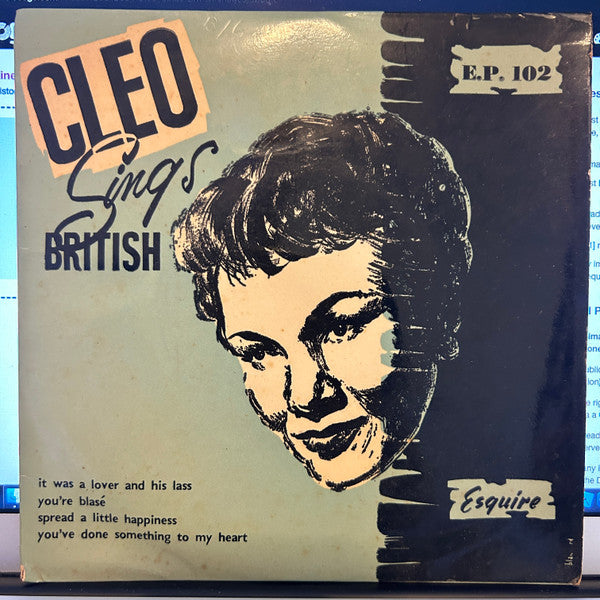 CLEO
Sings
BRITISH
E.P. 102
it was a lover and his lass
you're blasé
spread a little happiness
you've done something to my heart
Esquire